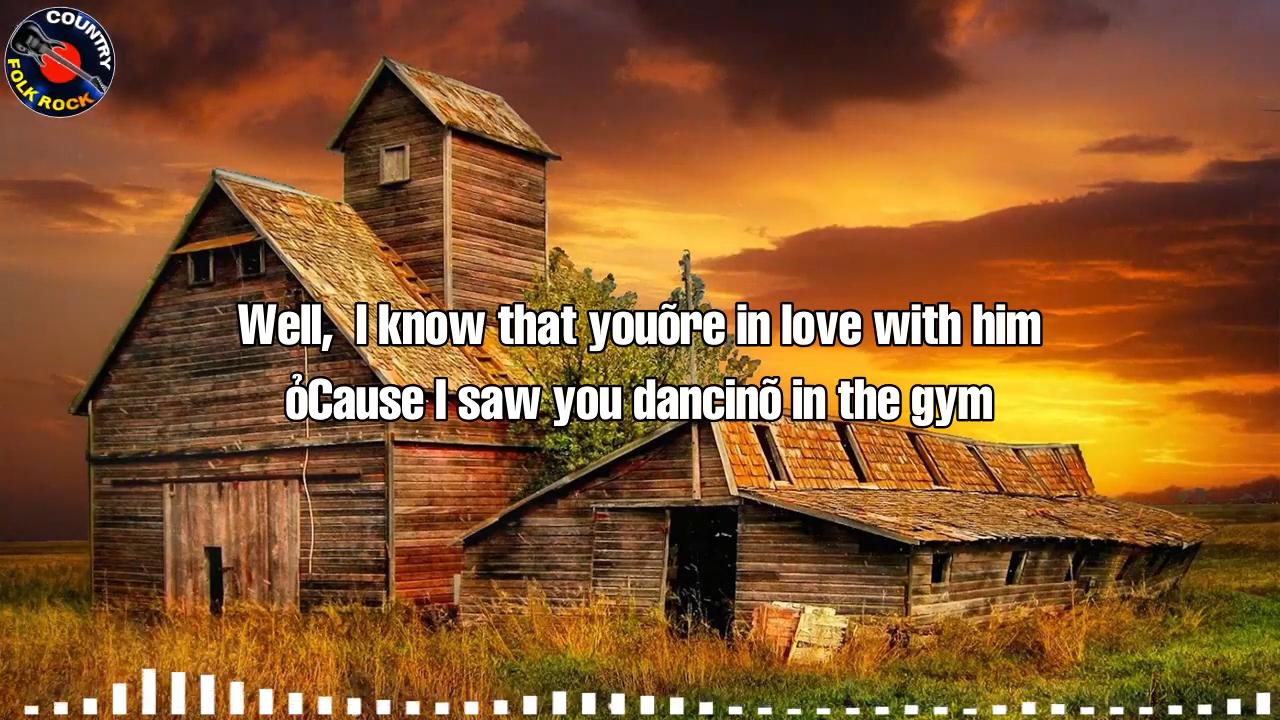 COUNTRY
FOLK ROCK
Well, I know that youõre in love with him
ỏCause I saw you dancinõ in the gym